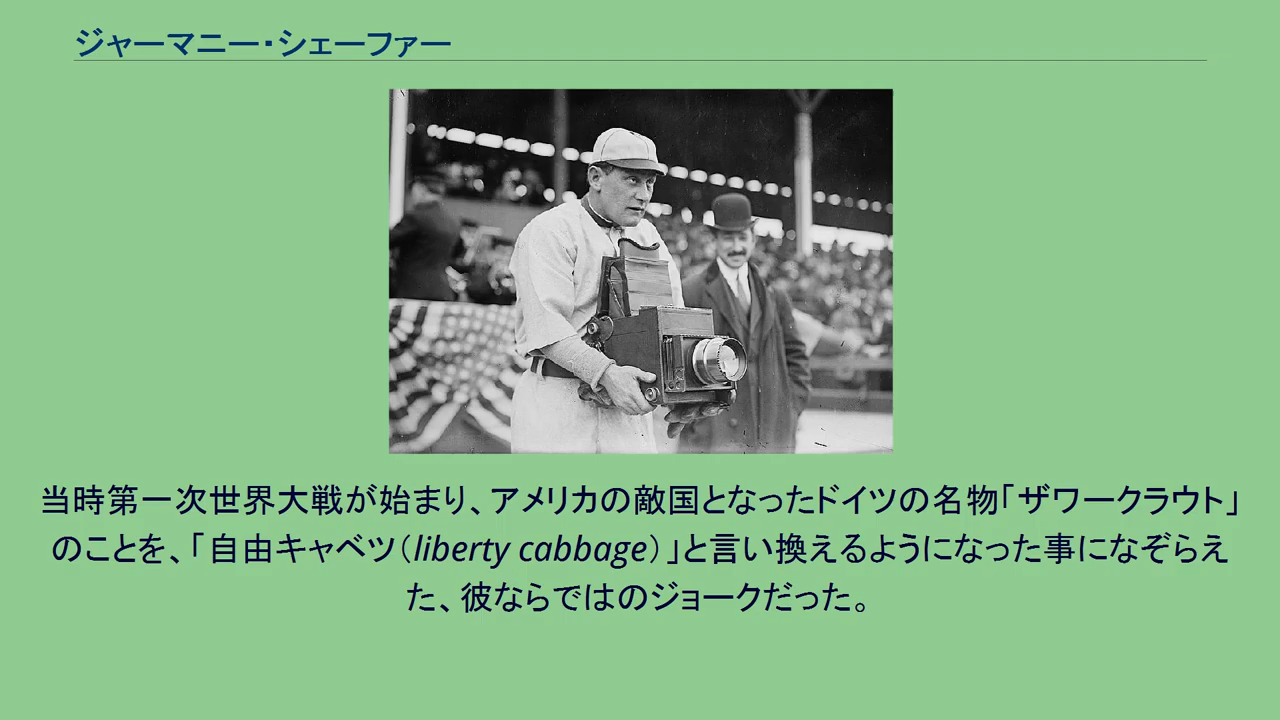 ジャーマニー・シェーファー
当時第一次世界大戦が始まり、アメリカの敵国となったドイツの名物「ザワークラウト」
のことを、「自由キャベツ（liberty cabbage）」と言い換えるようになった事になぞらえ
た、彼ならではのジョークだった。